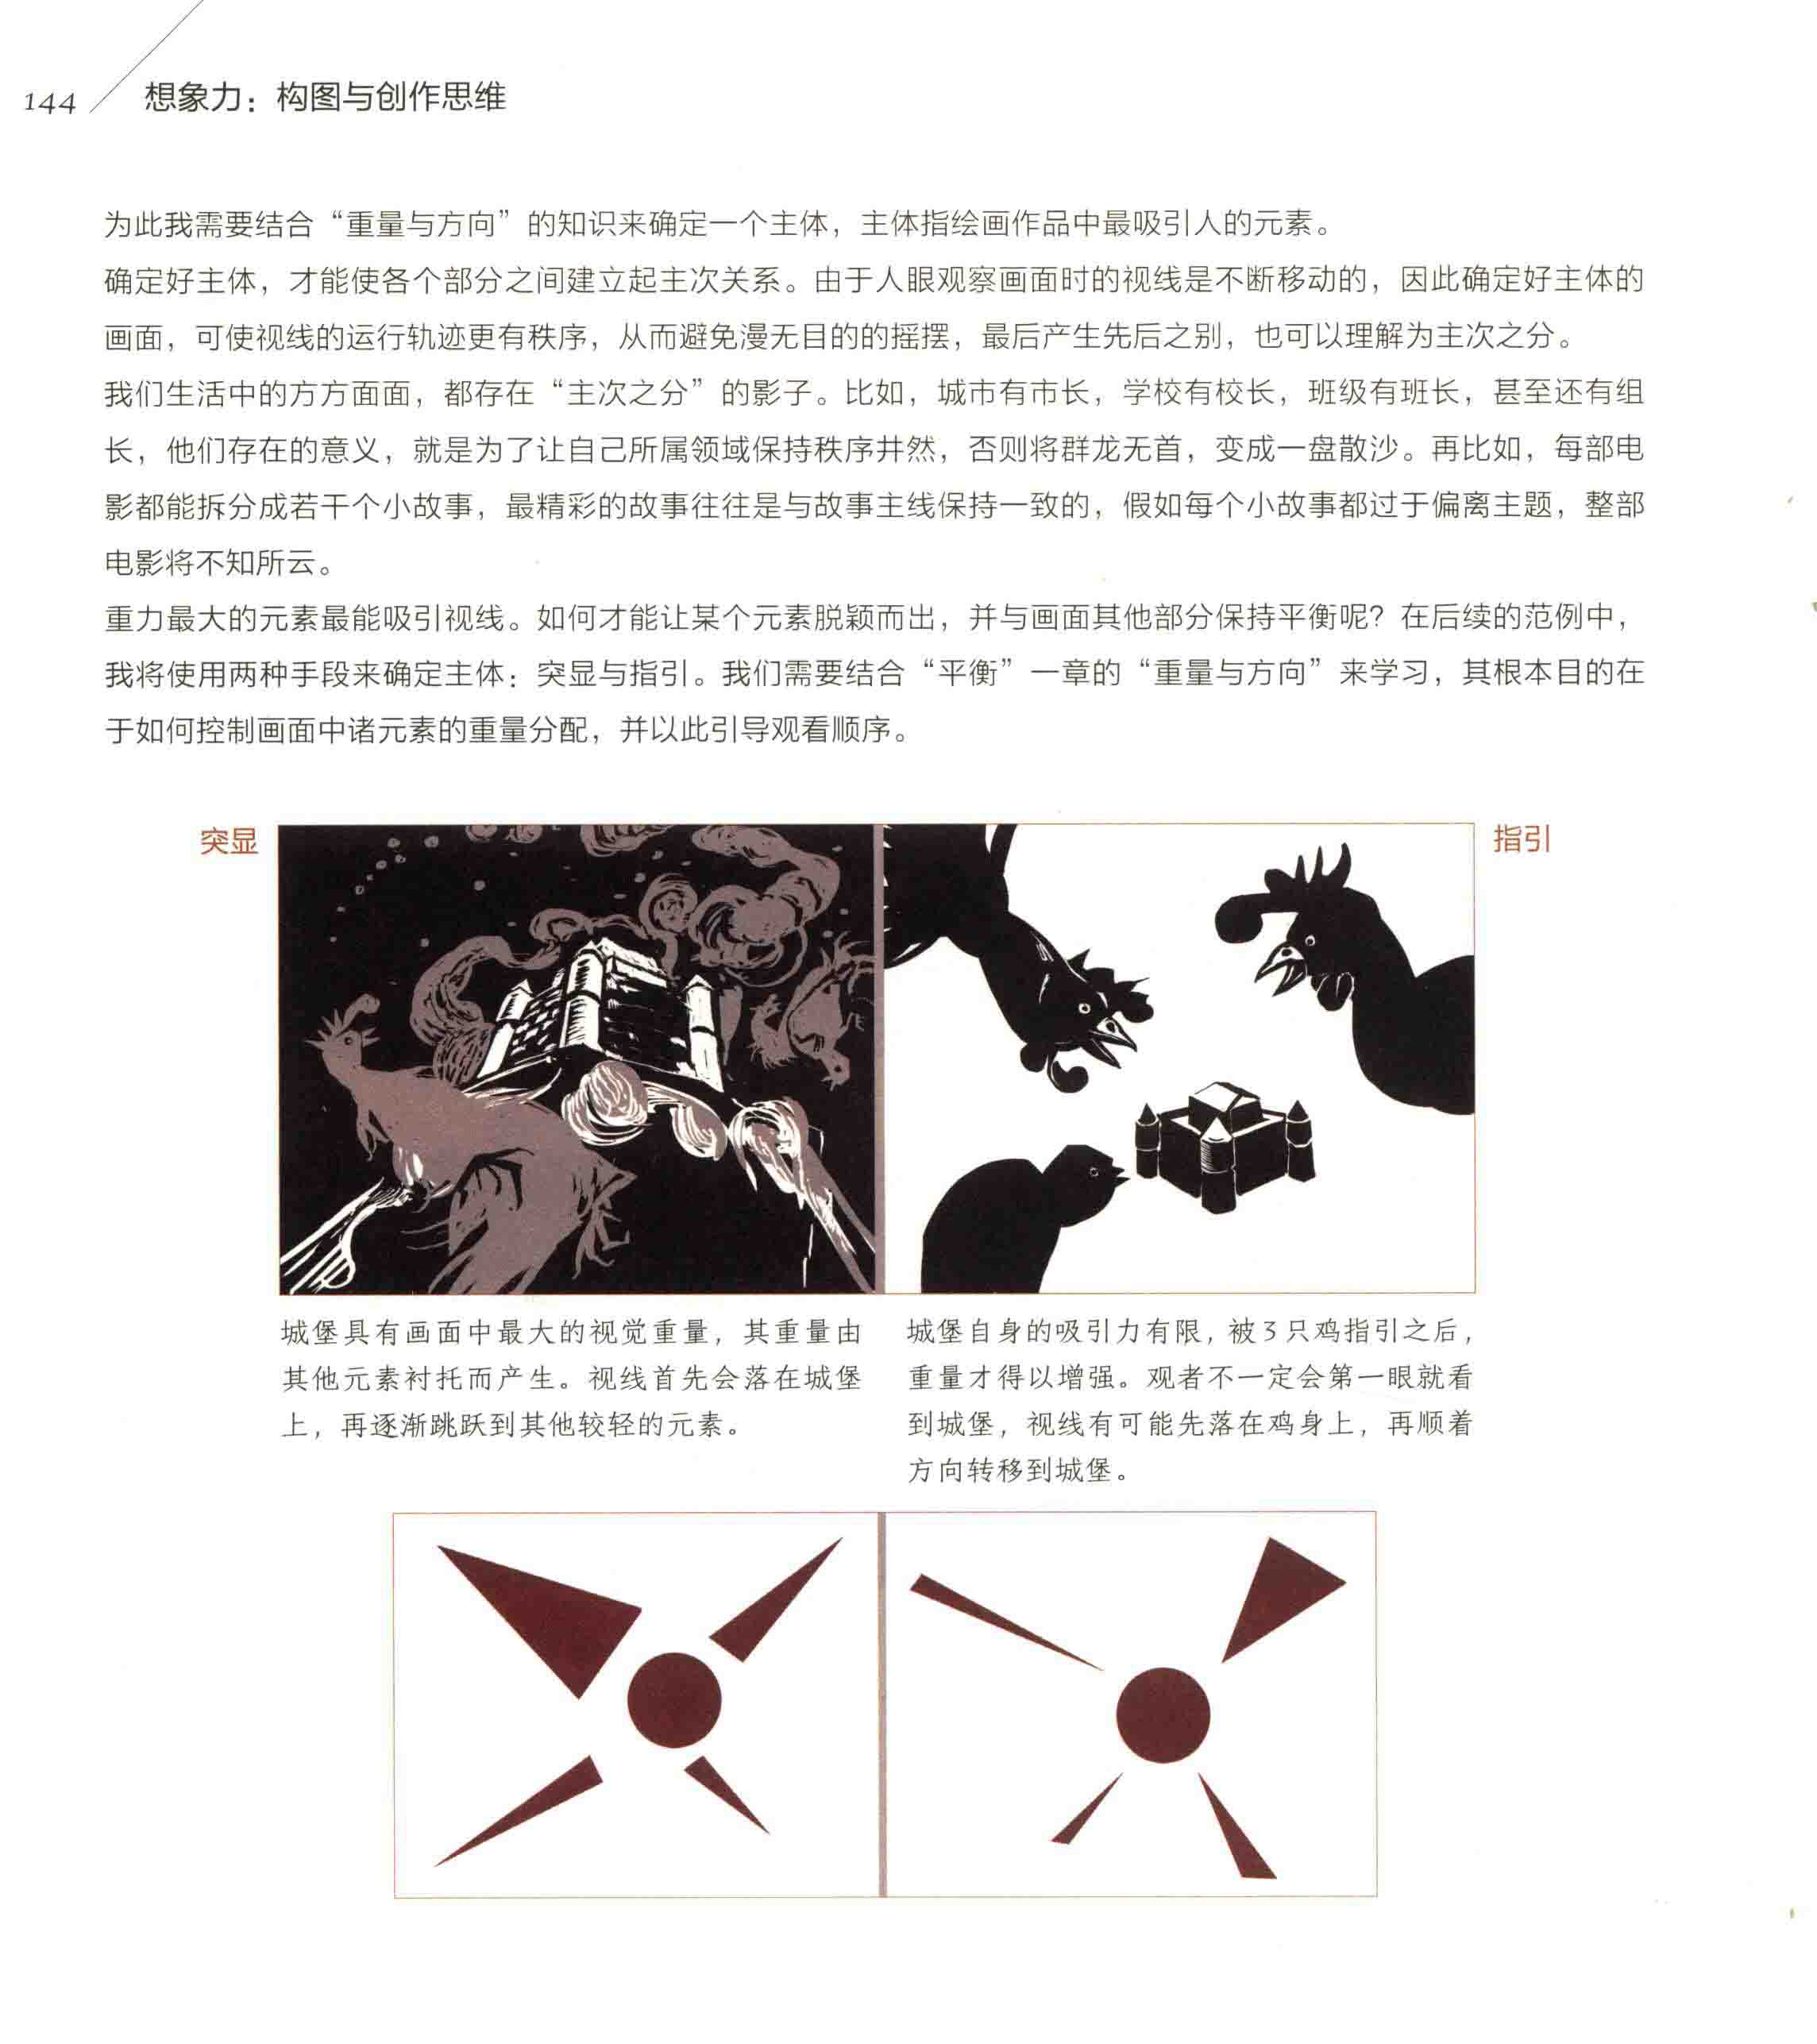 144 想象力：构图与创作思维
为此我需要结合“重量与方向”的知识来确定一个主体，主体指绘画作品中最吸引人的元素。
确定好主体，才能使各个部分之间建立起主次关系。由于人眼观察画面时的视线是不断移动的，因此确定好主体的
画面，可使视线的运行轨迹更有秩序，从而避免漫无目的的摇摆，最后产生先后之别，也可以理解为主次之分。
我们生活中的方方面面，都存在“主次之分”的影子。比如，城市有市长，学校有校长，班级有班长，甚至还有组
长，他们存在的意义，就是为了让自己所属领域保持秩序井然，否则将群龙无首，变成一盘散沙。再比如，每部电
影都能拆分成若干个小故事，最精彩的故事往往是与故事主线保持一致的，假如每个小故事都过于偏离主题，整部
电影将不知所云。
重力最大的元素最能吸引视线。如何才能让某个元素脱颖而出，并与画面其他部分保持平衡呢？在后续的范例中，
我将使用两种手段来确定主体：突显与指引。我们需要结合“平衡”一章的“重量与方向”来学习，其根本目的在
于如何控制画面中诸元素的重量分配，并以此引导观看顺序。
突显
指引
城堡具有画面中最大的视觉重量，其重量由
其他元素衬托而产生。视线首先会落在城堡
上，再逐渐跳跃到其他较轻的元素。
城堡自身的吸引力有限，被3只鸡指引之后，
重量才得以增强。观者不一定会第一眼就看
到城堡，视线有可能先落在鸡身上，再顺着
方向转移到城堡。